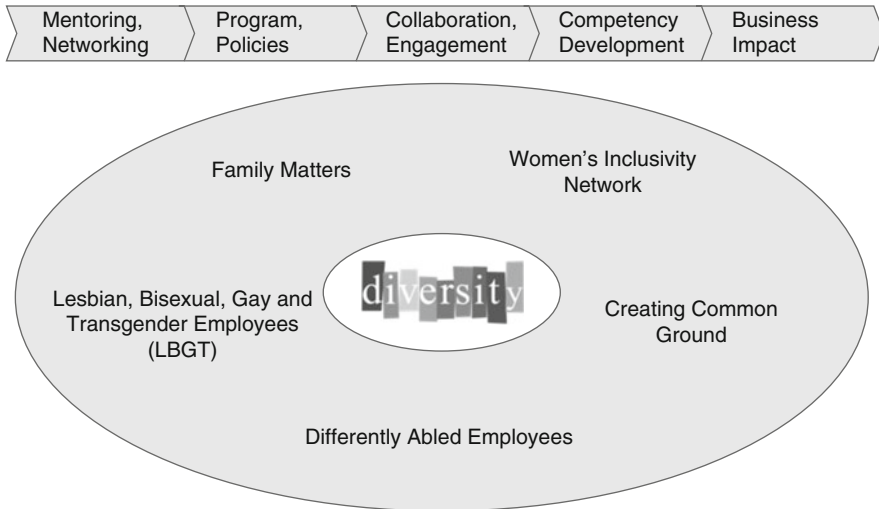 Mentoring,
Networking
Program,
Policies
Collaboration,
Engagement
Competency
Development
Business
Impact
Family Matters
Women's Inclusivity
Network
diversity
Lesbian, Bisexual, Gay and
Transgender Employees
(LBGT)
Creating Common
Ground
Differently Abled Employees